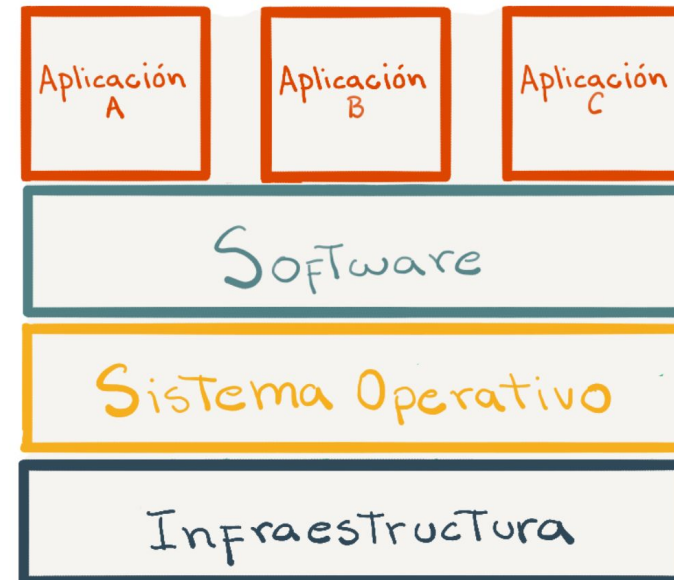 Aplicación Aplicación Aplicación
A B C
Software
Sistema Operativo
Infraestructura